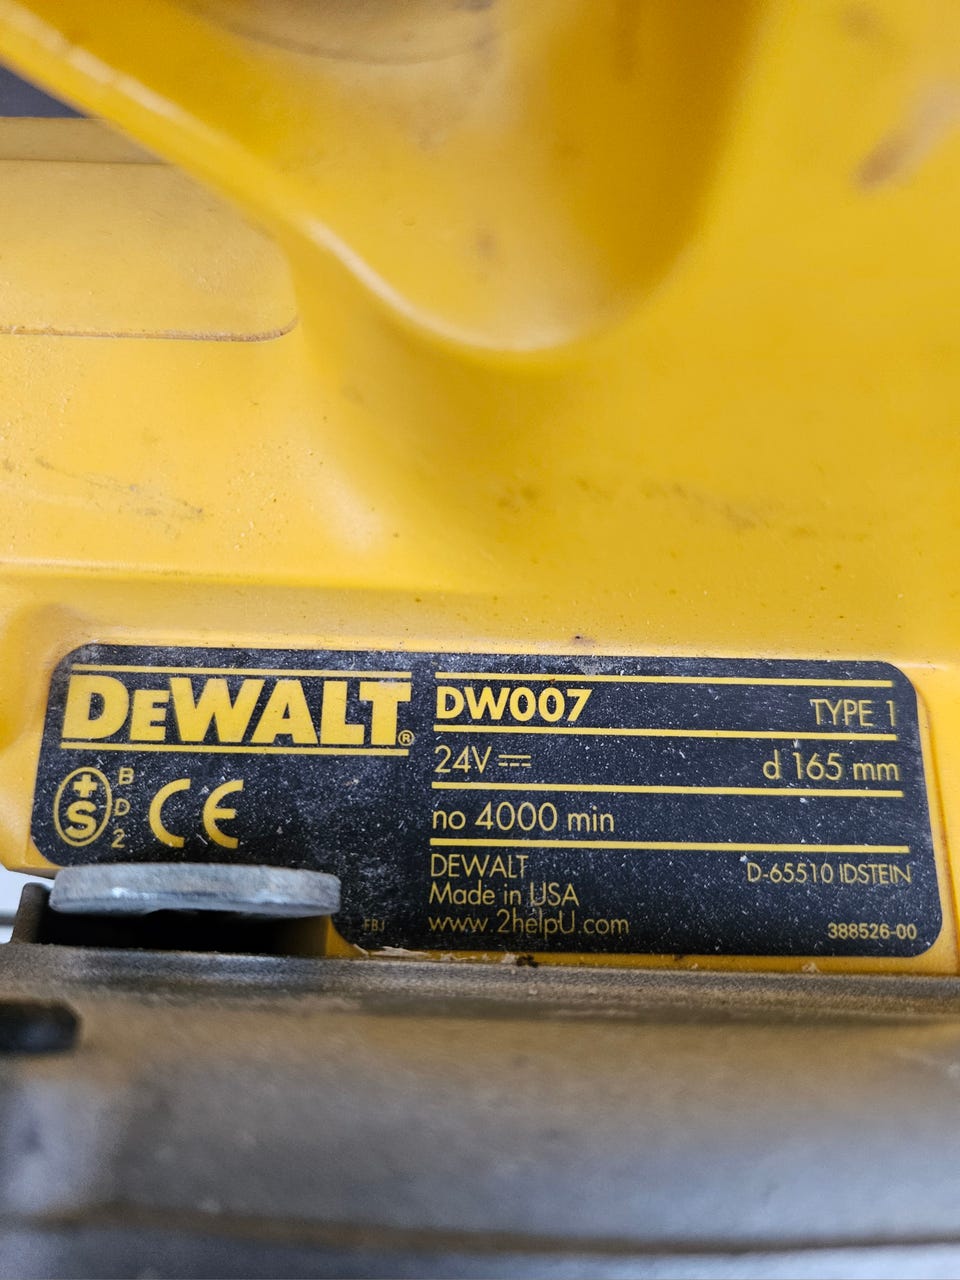 DEWALT®
DW007 TYPE 1
24V d 165 mm
no 4000 min
+S
B
D
2
CE
DEWALT D-65510 IDSTEIN
Made in USA
www.2helpU.com 388526-00